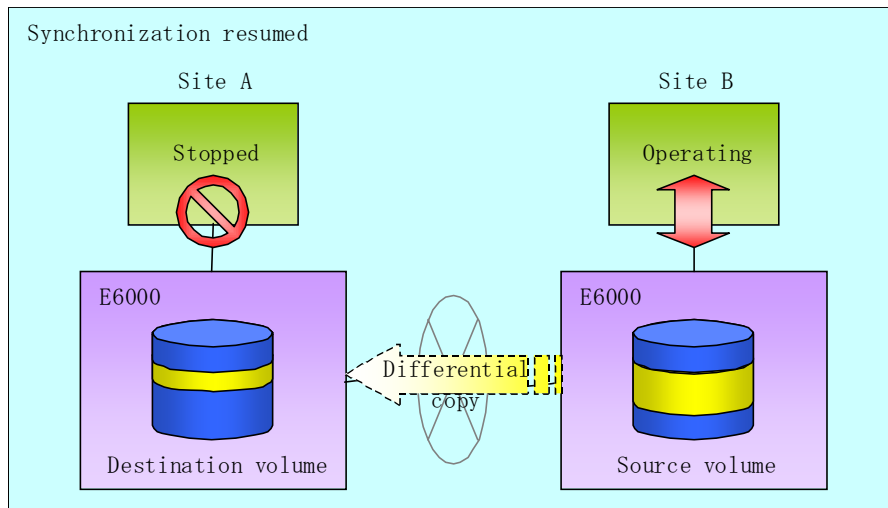 Synchronization resumed
Site A
Site B
Stopped
Operating
E6000
E6000
Differential
copy
Destination volume
Source volume